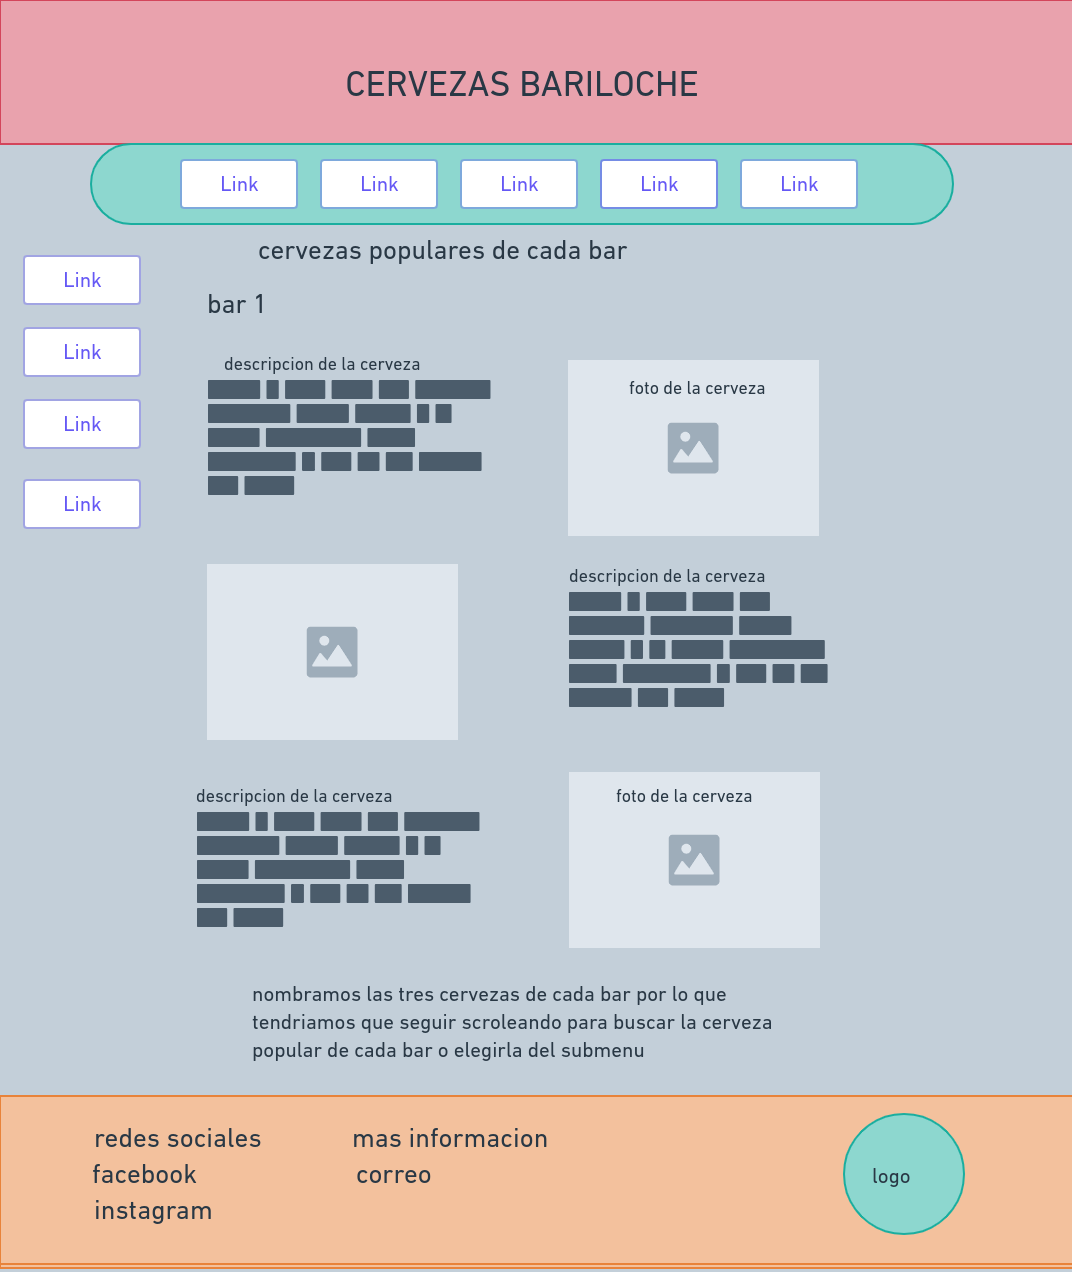 CERVEZAS BARILOCHE
Link
Link
Link
Link
Link
cervezas populares de cada bar
Link
Link
Link
Link
bar 1
descripcion de la cerveza
foto de la cerveza
descripcion de la cerveza
descripcion de la cerveza
foto de la cerveza
nombramos las tres cervezas de cada bar por lo que
tendriamos que seguir scroleando para buscar la cerveza
popular de cada bar o elegirla del submenu
redes sociales
facebook
instagram
mas informacion
correo
logo